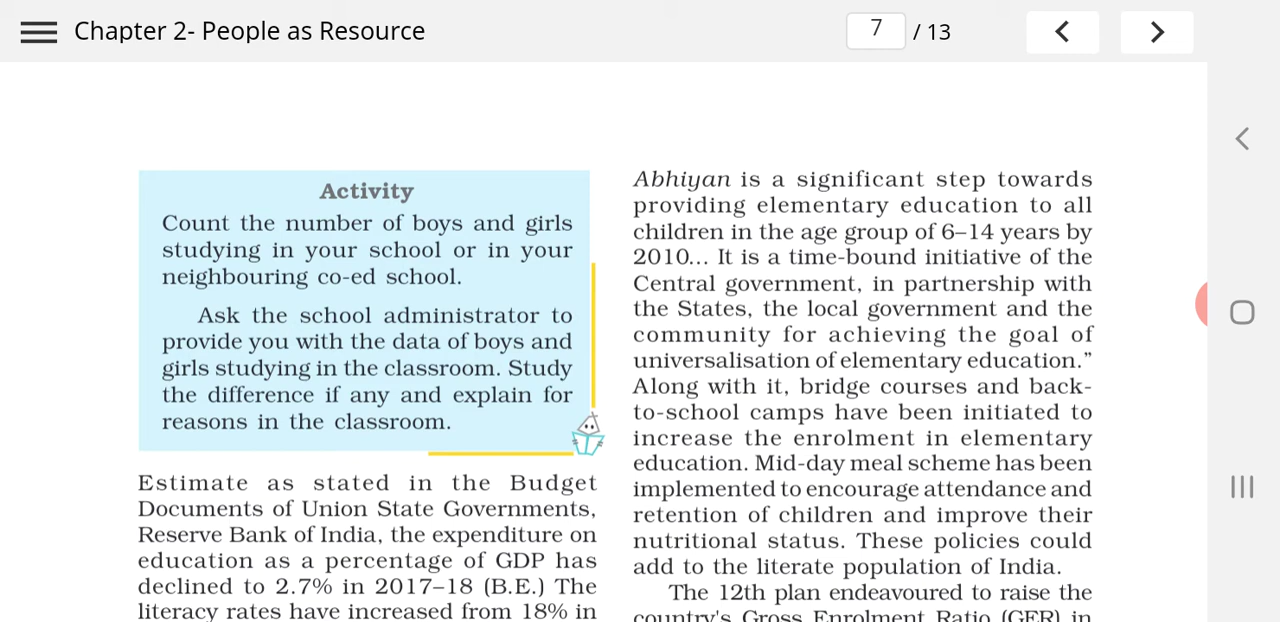 Chapter 2- People as Resource
7 / 13
Activity
Count the number of boys and girls
studying in your school or in your
neighbouring co-ed school.
Ask the school administrator to
provide you with the data of boys and
girls studying in the classroom. Study
the difference if any and explain for
reasons in the classroom.
Estimate as stated in the Budget
Documents of Union State Governments,
Reserve Bank of India, the expenditure on
education as a percentage of GDP has
declined to 2.7% in 2017–18 (B.E.) The
literacy rates have increased from 18% in
Abhiyan is a significant step towards
providing elementary education to all
children in the age group of 6–14 years by
2010... It is a time-bound initiative of the
Central government, in partnership with
the States, the local government and the
community for achieving the goal of
universalisation of elementary education.”
Along with it, bridge courses and back-
to-school camps have been initiated to
increase the enrolment in elementary
education. Mid-day meal scheme has been
implemented to encourage attendance and
retention of children and improve their
nutritional status. These policies could
add to the literate population of India.
The 12th plan endeavoured to raise the
country's Gross Enrolment Ratio (GER) in